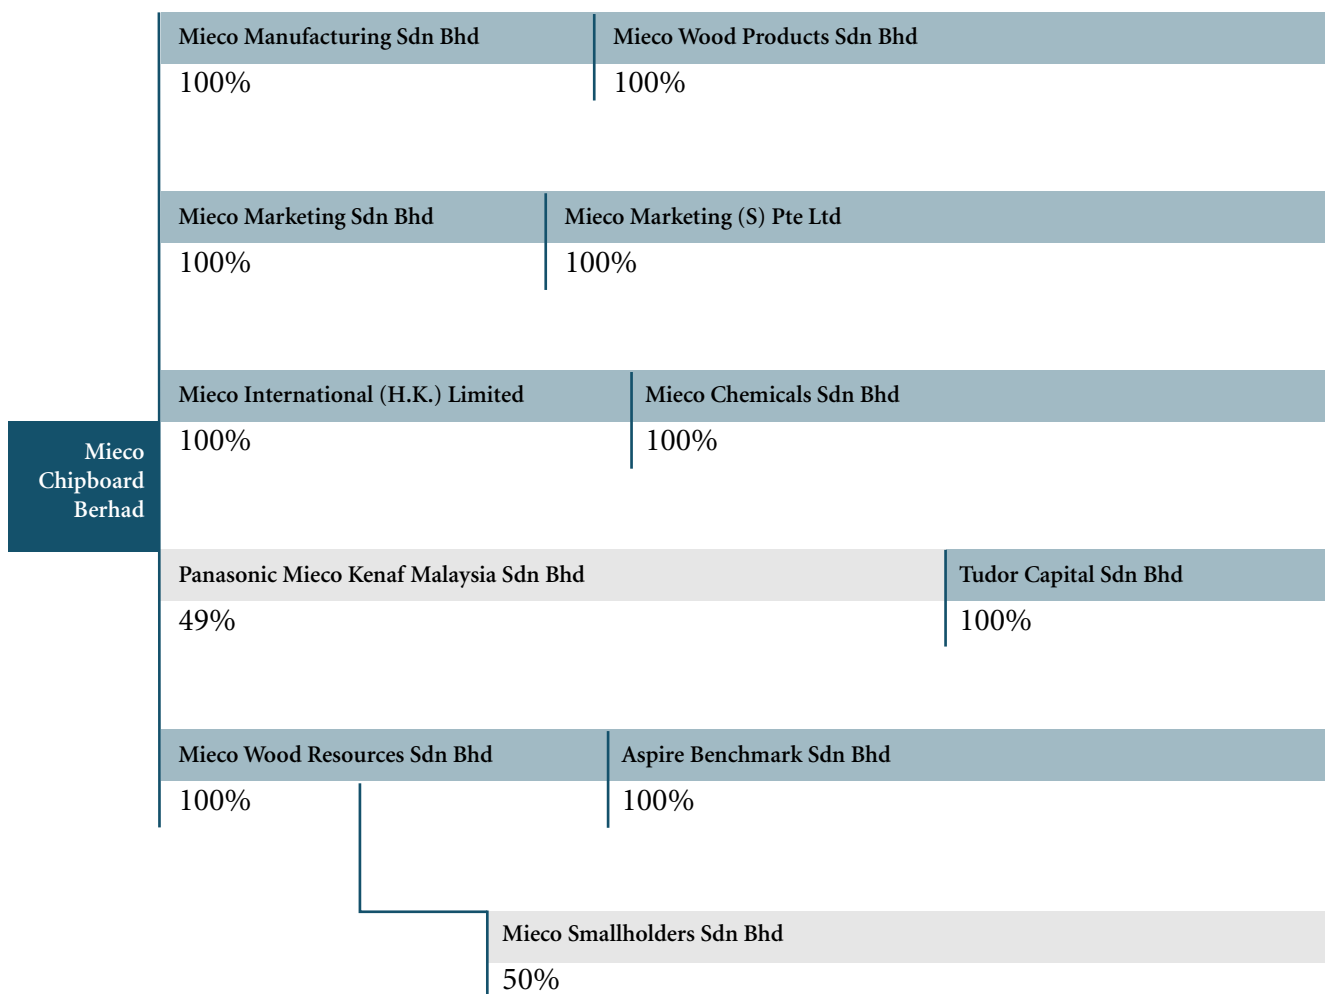 Mieco Manufacturing Sdn Bhd
100%
Mieco Wood Products Sdn Bhd
100%
Mieco Marketing Sdn Bhd
100%
Mieco Marketing (S) Pte Ltd
100%
Mieco International (H.K.) Limited
100%
Mieco Chemicals Sdn Bhd
100%
Mieco
Chipboard
Berhad
Panasonic Mieco Kenaf Malaysia Sdn Bhd
49%
Tudor Capital Sdn Bhd
100%
Mieco Wood Resources Sdn Bhd
100%
Aspire Benchmark Sdn Bhd
100%
Mieco Smallholders Sdn Bhd
50%